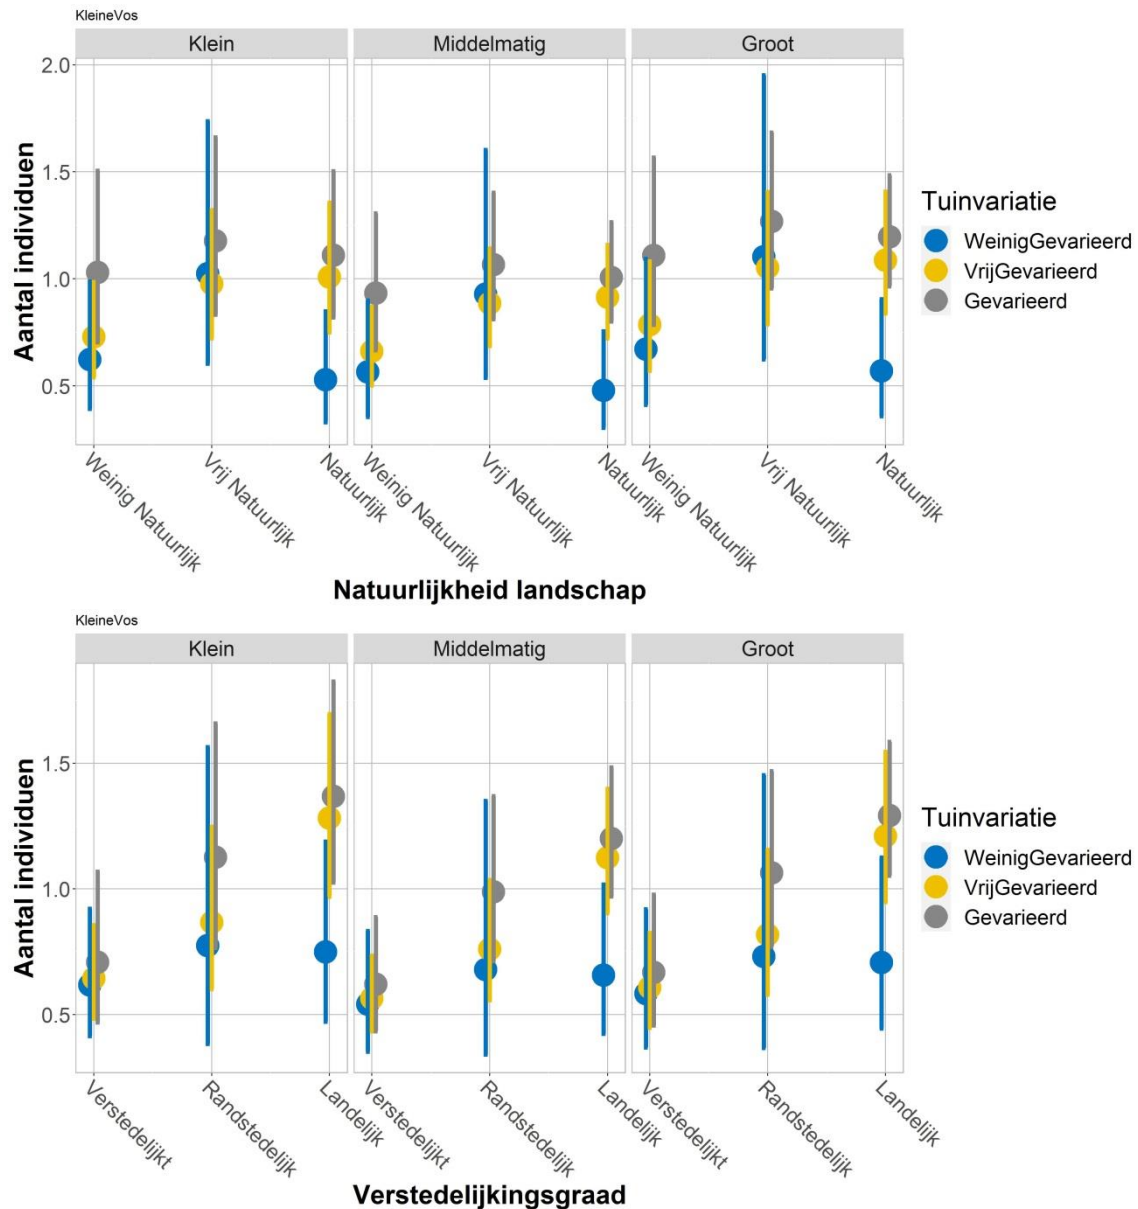 KleineVos
Klein Middelmatig Groot
2.0
1.5
1.0
0.5
Aantal individuen
Weinig Natuurlijk Vrij Natuurlijk Natuurlijk Weinig Natuurlijk Vrij Natuurlijk Natuurlijk Weinig Natuurlijk Vrij Natuurlijk Natuurlijk
Natuurlijkheid landschap
Tuinvariatie
WeinigGevarieerd
VrijGevarieerd
Gevarieerd
KleineVos
Klein Middelmatig Groot
1.5
1.0
0.5
Aantal individuen
Verstedelijkt Randstedelijk Landelijk Verstedelijkt Randstedelijk Landelijk Verstedelijkt Randstedelijk Landelijk
Verstedelijkingsgraad
Tuinvariatie
WeinigGevarieerd
VrijGevarieerd
Gevarieerd